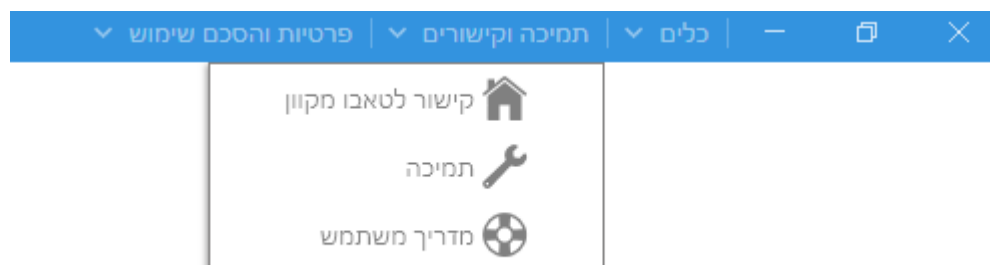 כלים | תמיכה וקישורים | פרטיות והסכם שימוש
קישור לטאבו מקוון
תמיכה
מדריך משתמש